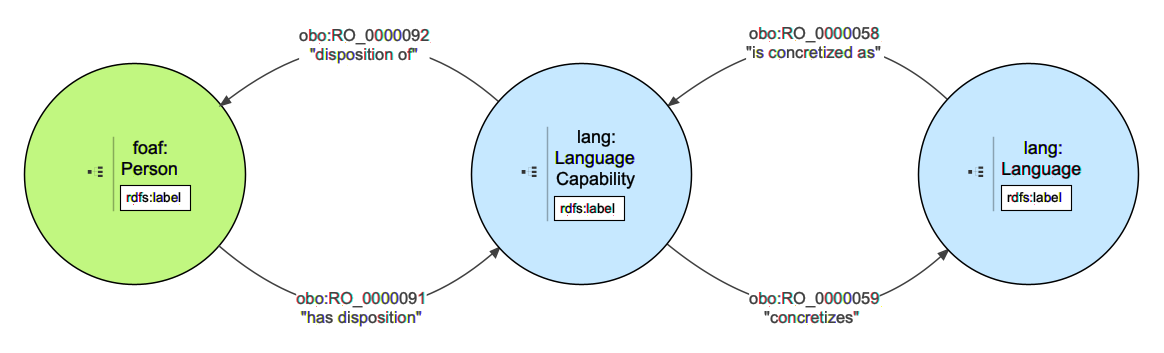 obo:RO_0000092
"disposition of"
obo:RO_0000058
"is concretized as"
foaf:
Person
rdfs:label
lang:
Language
Capability
rdfs:label
lang:
Language
rdfs:label
obo:RO_0000091
"has disposition"
obo:RO_0000059
"concretizes"